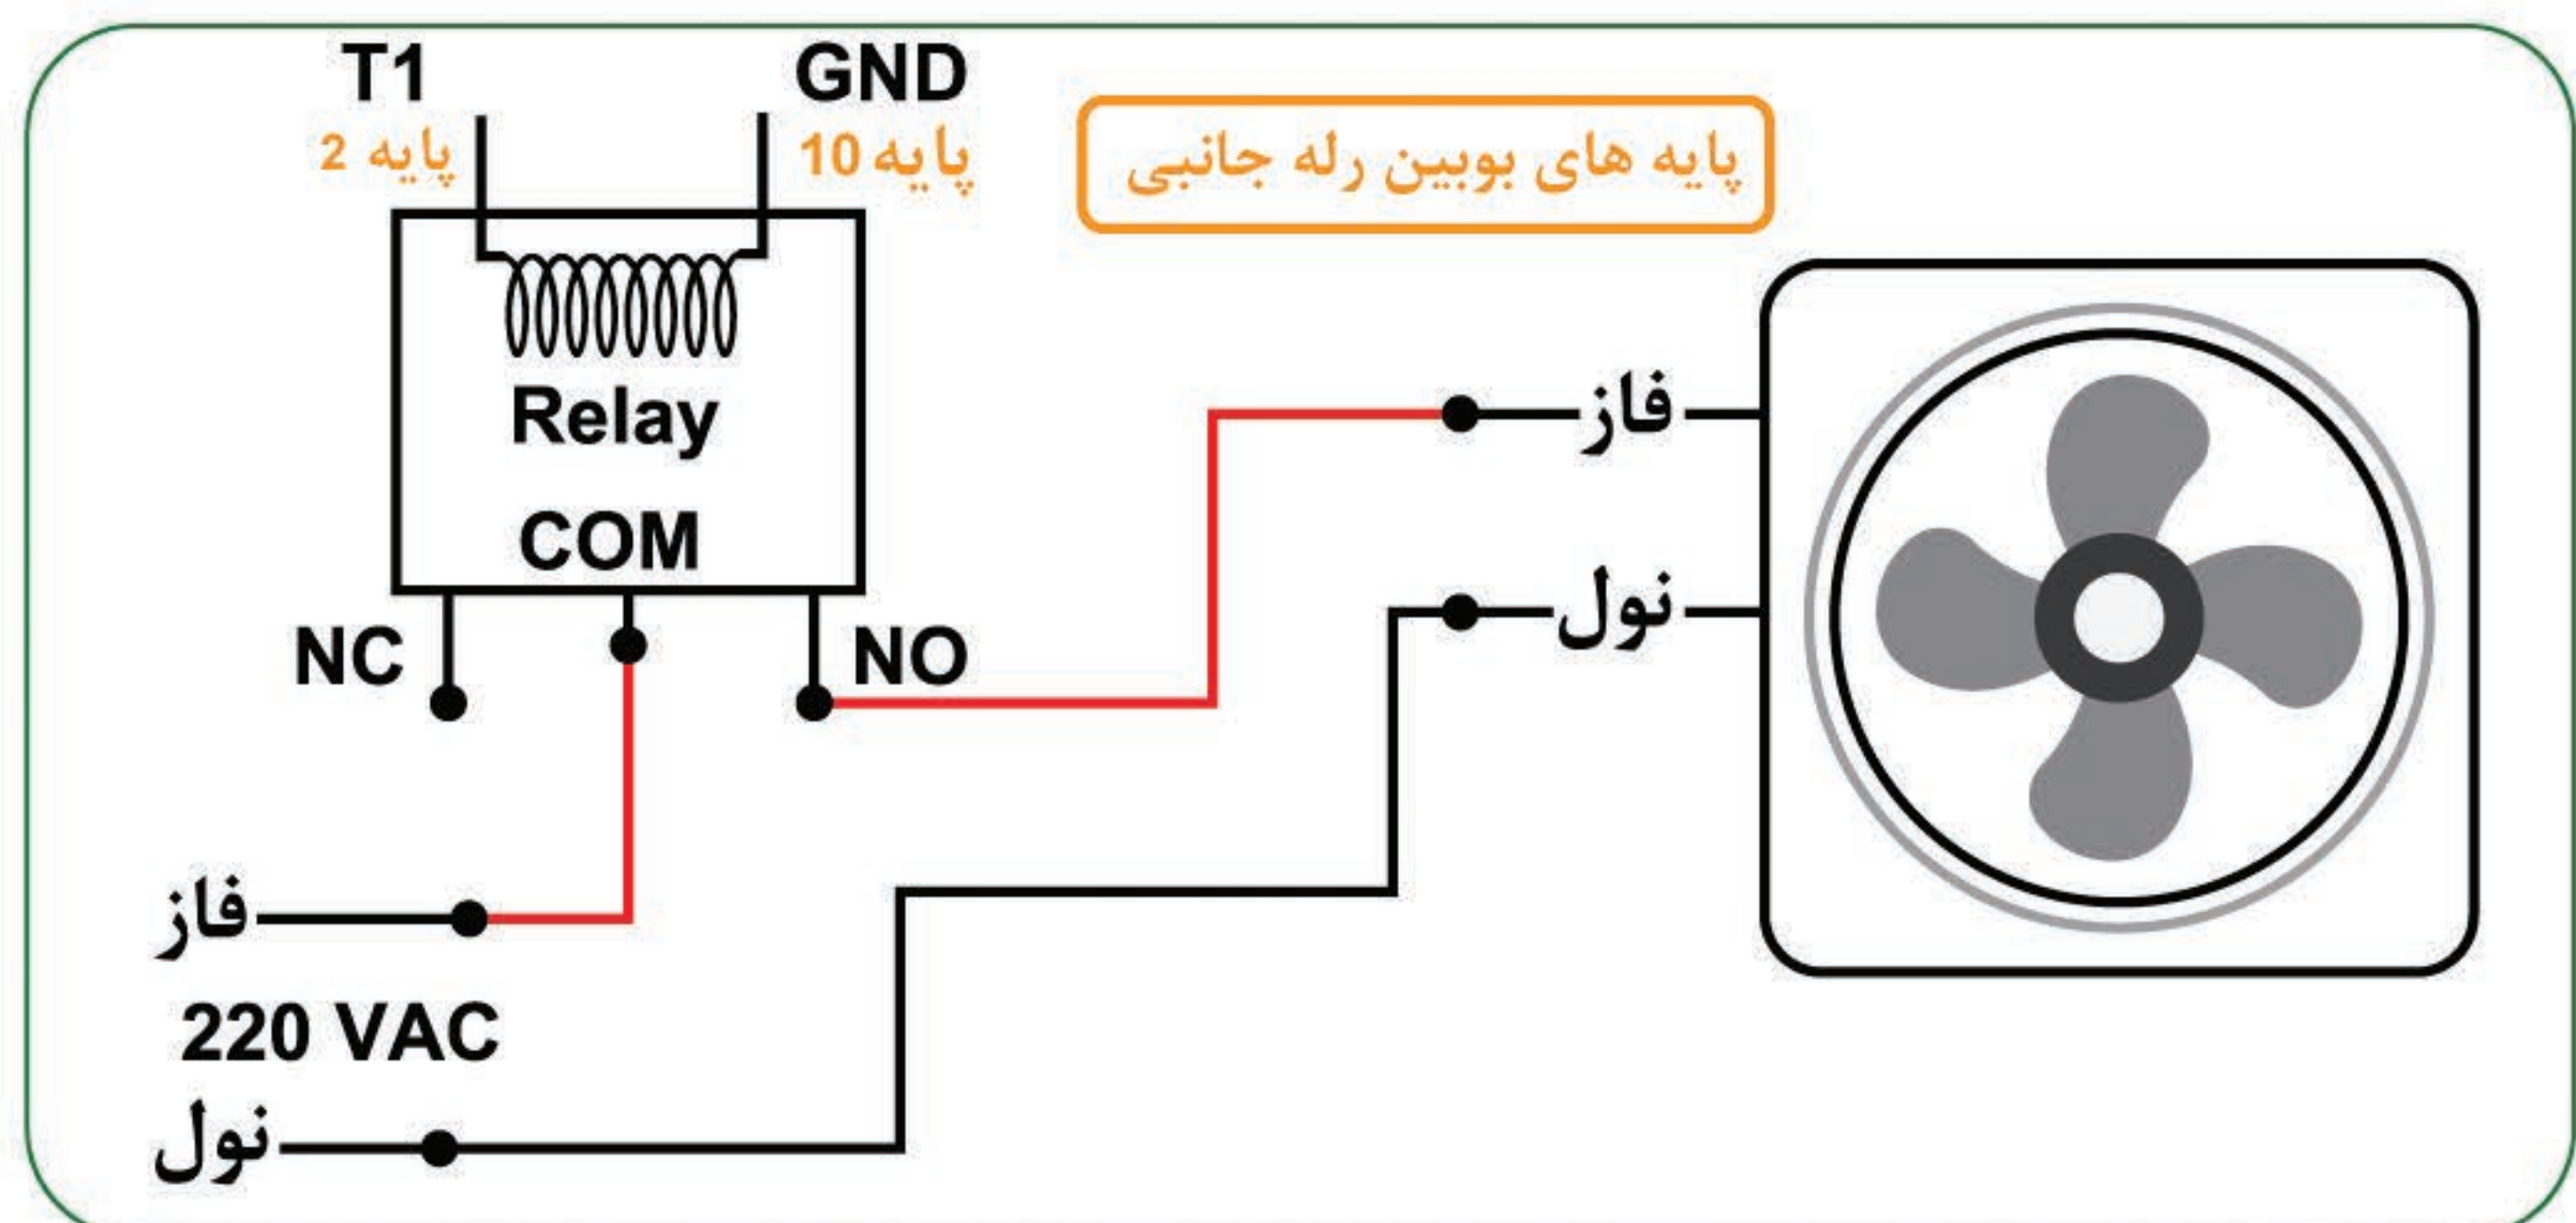 T1
GND
پایه 2
پایه 10
پایه های بوبین رله جانبی
Relay
COM
NC
NO
فاز
نول
فاز
220 VAC
نول